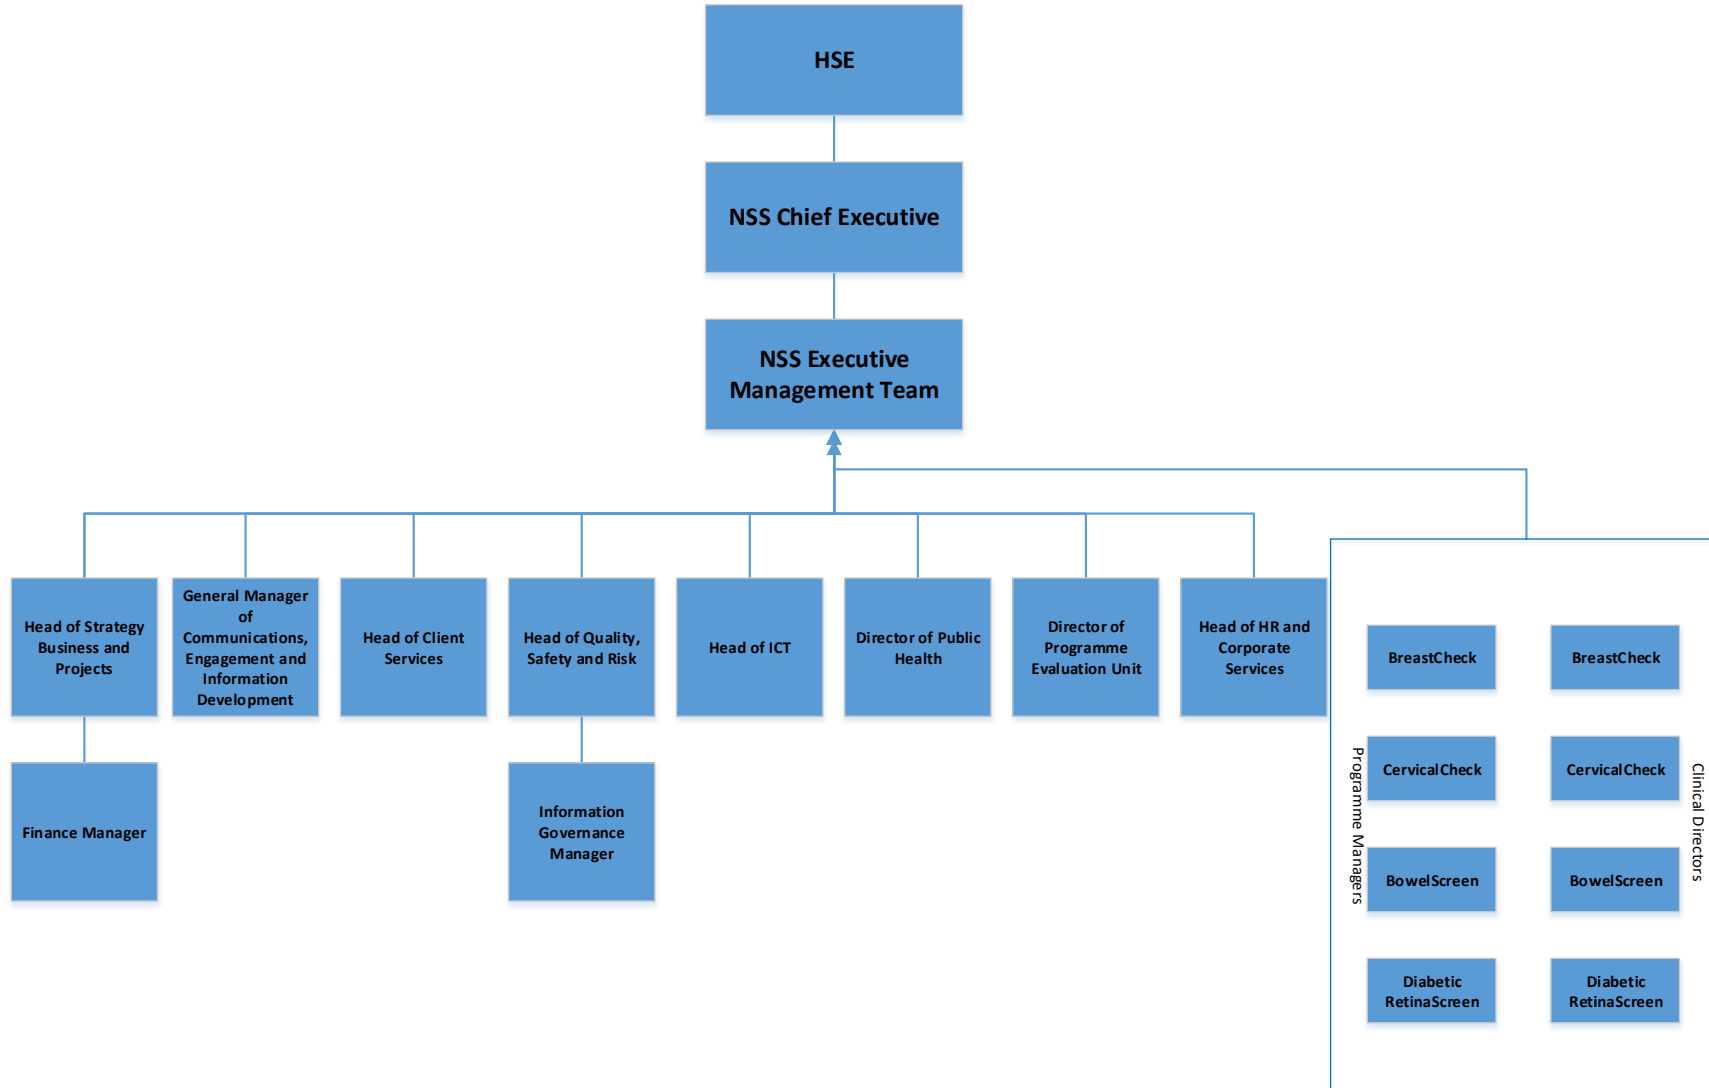 HSE
NSS Chief Executive
NSS Executive
Management Team
Head of Strategy
Business and
Projects
General Manager
of
Communications,
Engagement and
Information
Development
Head of Client
Services
Head of Quality,
Safety and Risk
Head of ICT
Director of Public
Health
Director of
Programme
Evaluation Unit
Head of HR and
Corporate
Services
Finance Manager
Information
Governance
Manager
Programme Managers
BreastCheck
CervicalCheck
BowelScreen
Diabetic
RetinaScreen
BreastCheck
CervicalCheck
BowelScreen
Diabetic
RetinaScreen
Clinical Directors